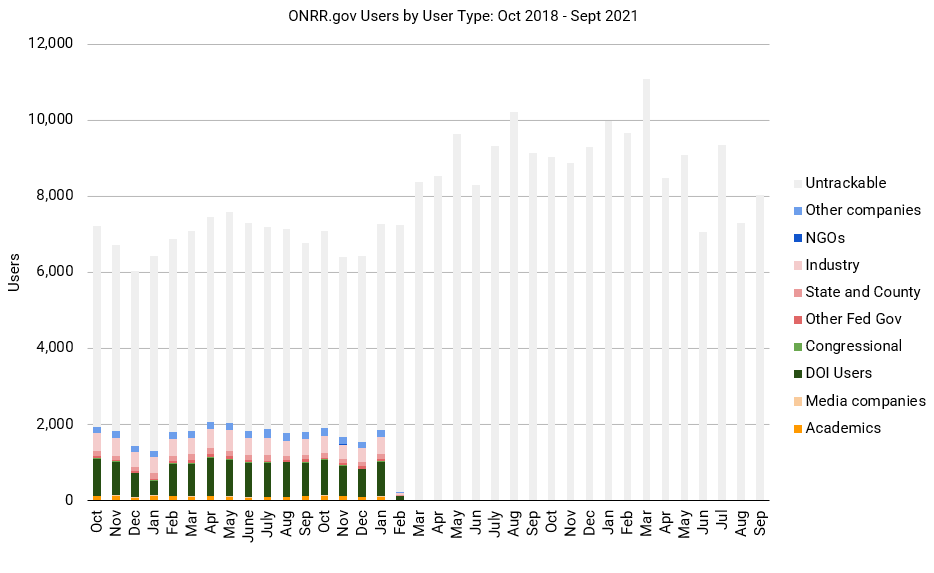 ONRR.gov Users by User Type: Oct 2018 - Sept 2021
12,000
10,000
8,000
6,000
4,000
2,000
0
Users
Oct
Nov
Dec
Jan
Feb
Mar
Apr
May
June
July
Aug
Sep
Oct
Nov
Dec
Jan
Feb
Mar
Apr
May
Jun
July
Aug
Sep
Oct
Nov
Dec
Jan
Feb
Mar
Apr
May
Jun
Jul
Aug
Sep
Untrackable
Other companies
NGOs
Industry
State and County
Other Fed Gov
Congressional
DOI Users
Media companies
Academics